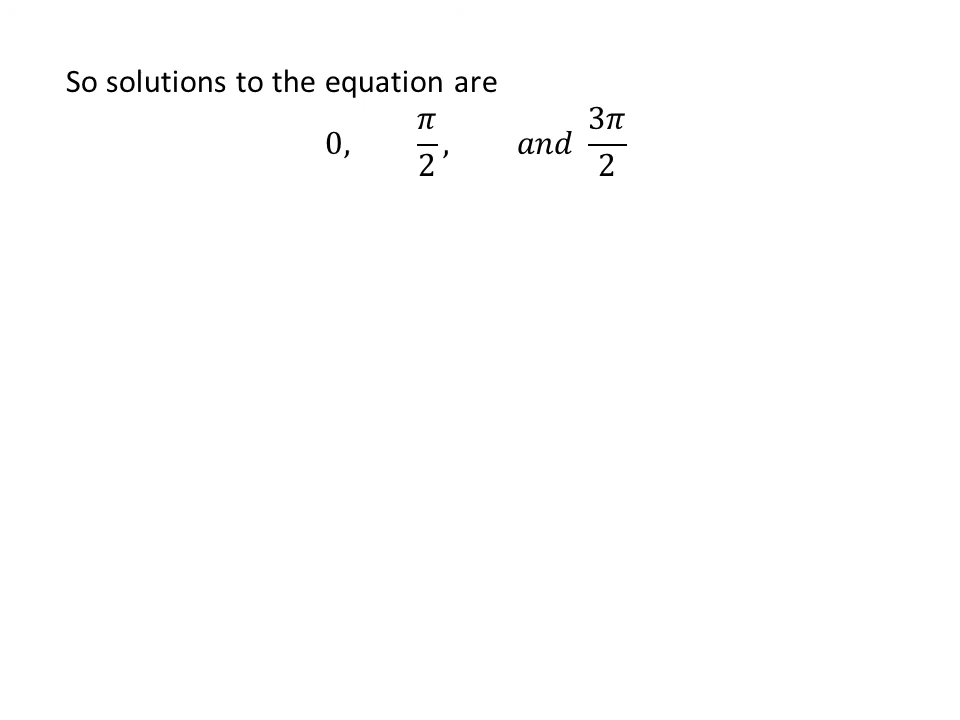 So solutions to the equation are
0, π/2, and 3π/2